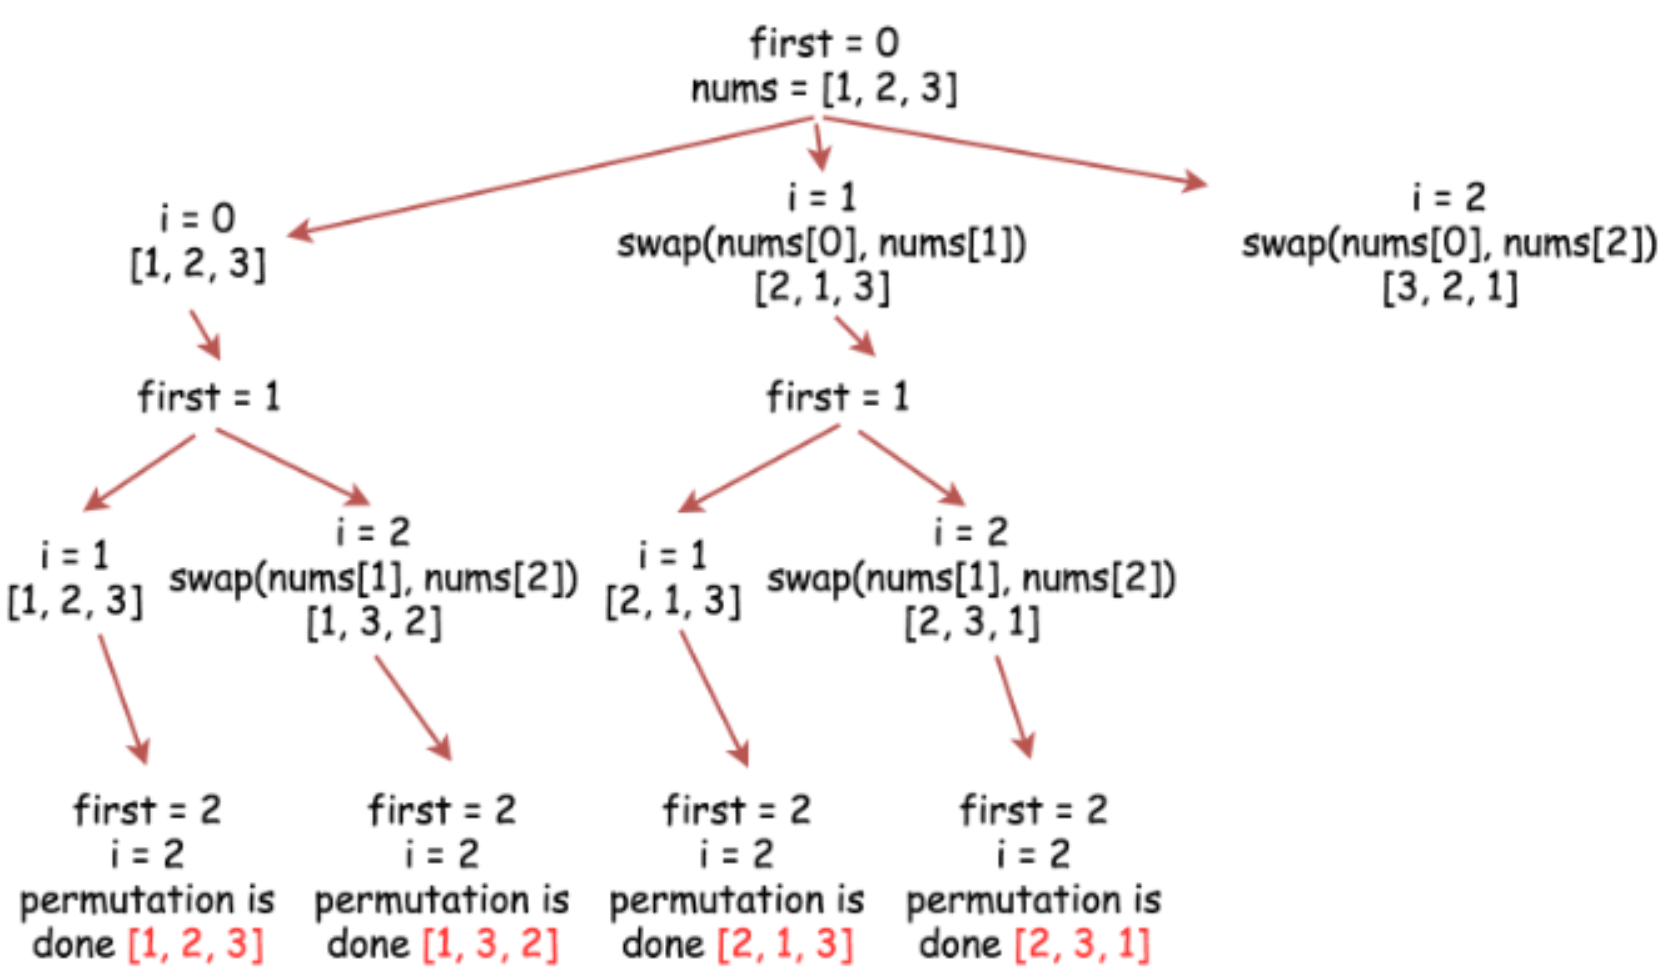 first = 0
nums = [1, 2, 3]
i = 0
[1, 2, 3]
i = 1
swap(nums[0], nums[1])
[2, 1, 3]
i = 2
swap(nums[0], nums[2])
[3, 2, 1]
first = 1
first = 1
i = 1
[1, 2, 3]
i = 2
swap(nums[1], nums[2])
[1, 3, 2]
i = 1
[2, 1, 3]
i = 2
swap(nums[1], nums[2])
[2, 3, 1]
first = 2
i = 2
permutation is
done [1, 2, 3]
first = 2
i = 2
permutation is
done [1, 3, 2]
first = 2
i = 2
permutation is
done [2, 1, 3]
first = 2
i = 2
permutation is
done [2, 3, 1]